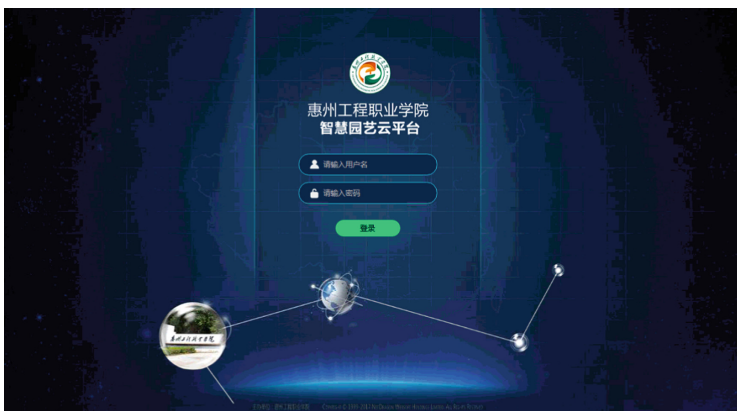 惠州工程职业学院
智慧园艺云平台
请输入用户名
请输入密码
登录